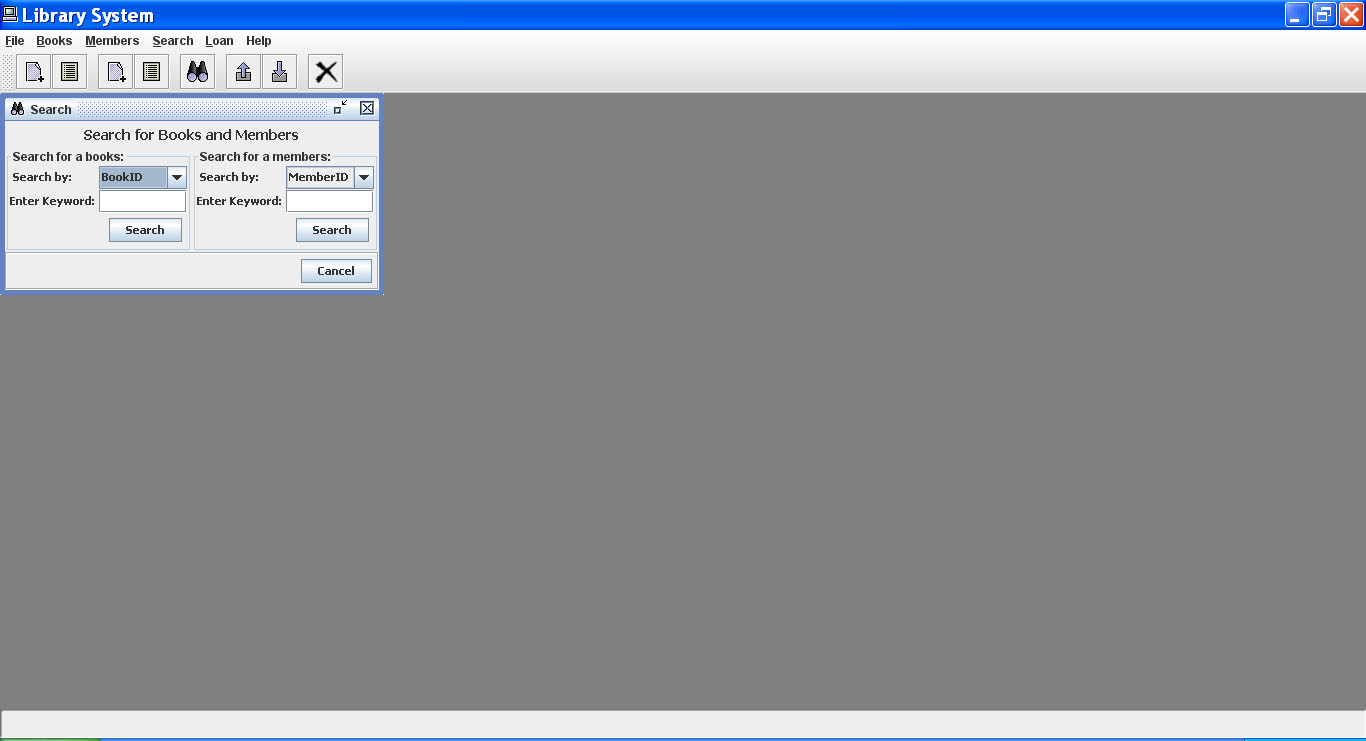 Library System
File Books Members Search Loan Help
Search
Search for Books and Members
Search for a books: Search for a members:
Search by: BookID Search by: MemberID
Enter Keyword: Enter Keyword:
Search Search
Cancel